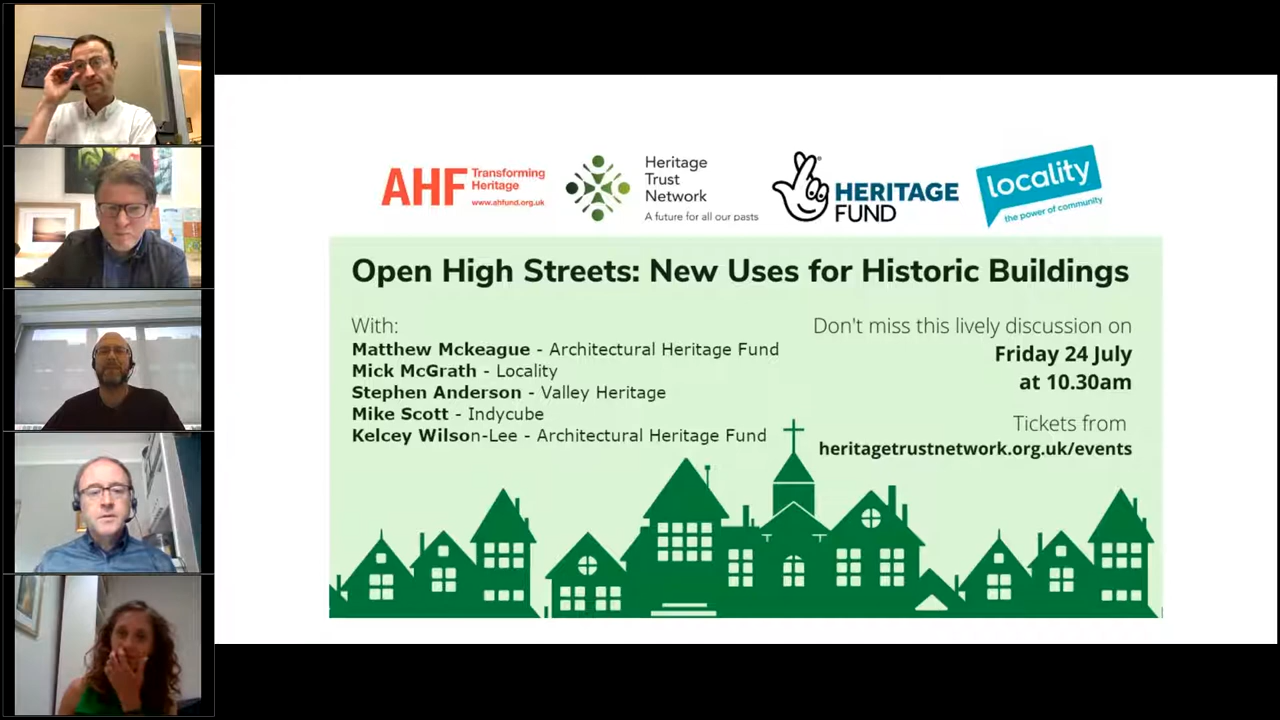 AHF Transforming
Heritage
www.ahfund.org.uk
Heritage
Trust
Network
A future for all our pasts
HERITAGE
FUND
locality
the power of community
Open High Streets: New Uses for Historic Buildings
With:
Matthew Mckeague - Architectural Heritage Fund
Mick McGrath - Locality
Stephen Anderson - Valley Heritage
Mike Scott - Indycube
Kelcey Wilson-Lee - Architectural Heritage Fund
Don't miss this lively discussion on
Friday 24 July
at 10.30am
Tickets from
heritagetrustnetwork.org.uk/events